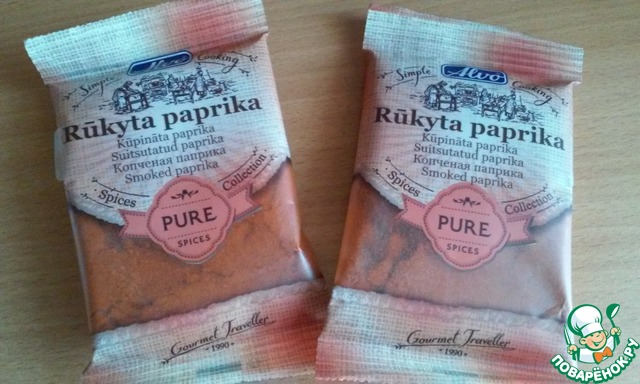 Simple Alvo Cooking
Rūkyta paprika
Kūpināta paprika
Suitsutatud paprika
Копченая паприка
Smoked paprika
Spices Collection
PURE
SPICES
Gourmet Traveller
1990
Simple Alvo Cooking
Rūkyta paprika
Kūpināta paprika
Suitsutatud paprika
Копченая паприка
Smoked paprika
Spices Collection
PURE
SPICES
Gourmet Traveller
1990
ПОВАРЁНОК.РУ